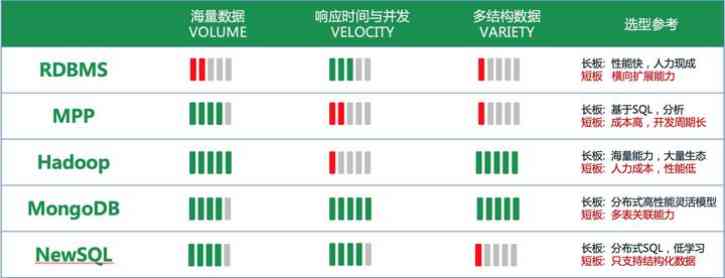 海量数据 响应时间与并发 多结构数据 选型参考
VOLUME VELOCITY VARIETY
RDBMS 长板: 性能快，人力现成
短板 横向扩展能力
MPP 长板: 基于SQL，分析
短板: 成本高，开发周期长
Hadoop 长板: 海量能力，大量生态
短板: 人力成本，性能低
MongoDB 长板: 分布式高性能灵活模型
短板: 多表关联能力
NewSQL 长板: 分布式SQL，低学习
短板: 只支持结构化数据